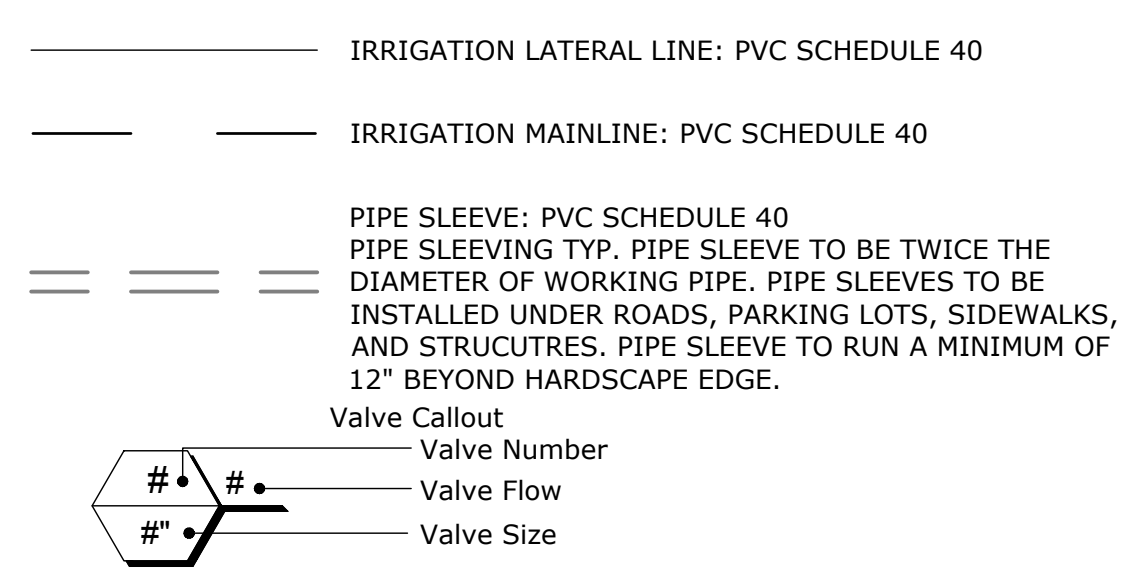 IRRIGATION LATERAL LINE: PVC SCHEDULE 40
IRRIGATION MAINLINE: PVC SCHEDULE 40
PIPE SLEEVE: PVC SCHEDULE 40
PIPE SLEEVING TYP. PIPE SLEEVE TO BE TWICE THE
DIAMETER OF WORKING PIPE. PIPE SLEEVES TO BE
INSTALLED UNDER ROADS, PARKING LOTS, SIDEWALKS,
AND STRUCUTRES. PIPE SLEEVE TO RUN A MINIMUM OF
12" BEYOND HARDSCAPE EDGE.
Valve Callout
# Valve Number
# Valve Flow
#" Valve Size